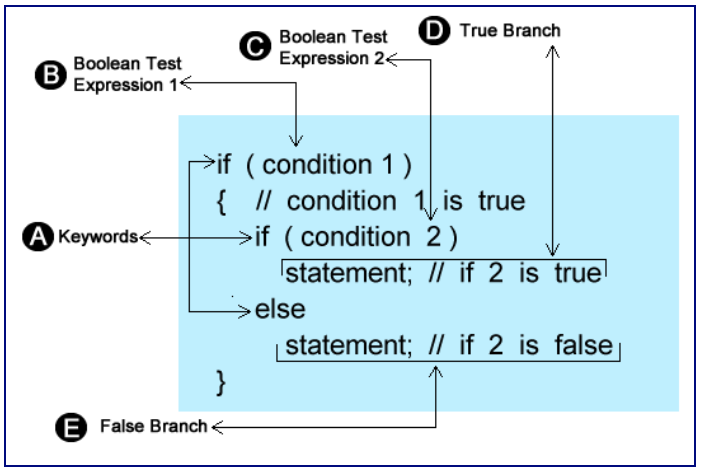 B Boolean Test
Expression 1
C Boolean Test
Expression 2
D True Branch
if ( condition 1 )
{ // condition 1 is true
A Keywords
if ( condition 2 )
statement; // if 2 is true
else
statement; // if 2 is false
}
E False Branch